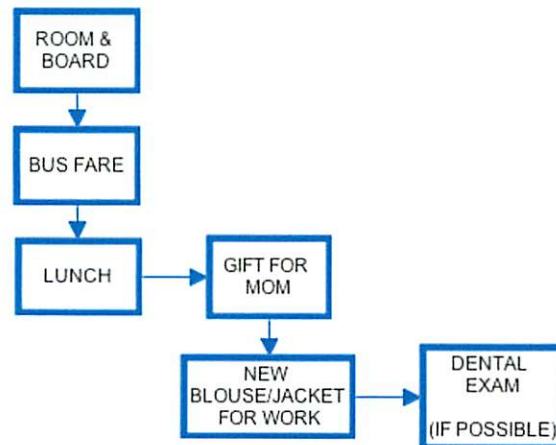 ROOM &
BOARD
BUS FARE
LUNCH
GIFT FOR
MOM
NEW
BLOUSE/JACKET
FOR WORK
DENTAL
EXAM
(IF POSSIBLE)